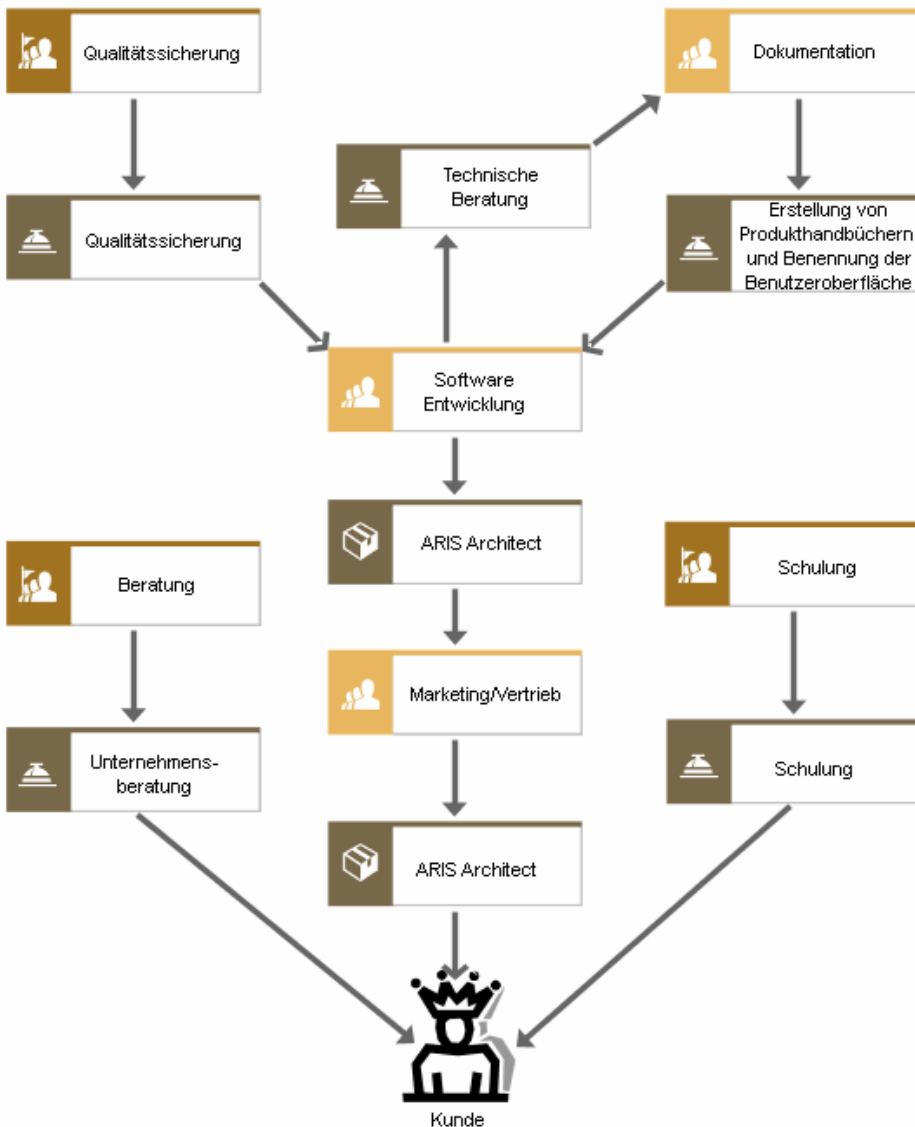 Qualitätssicherung
Dokumentation
Technische
Beratung
Qualitätssicherung
Erstellung von
Produkthandbüchern
und Benennung der
Benutzeroberfläche
Software
Entwicklung
ARIS Architect
Beratung
Schulung
Marketing/Vertrieb
Unternehmens-
beratung
Schulung
ARIS Architect
Kunde